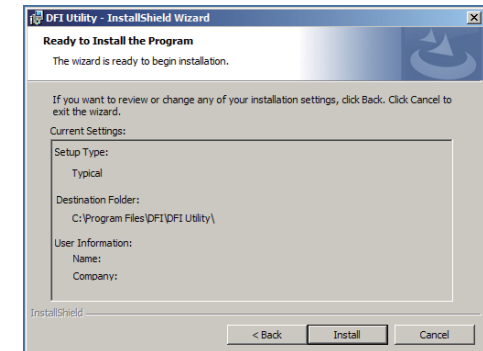 DFI Utility - InstallShield Wizard
Ready to Install the Program
The wizard is ready to begin installation.
If you want to review or change any of your installation settings, click Back. Click Cancel to
exit the wizard.
Current Settings:
Setup Type:
Typical
Destination Folder:
C:\Program Files\DFI\DFI Utility\
User Information:
Name:
Company:
InstallShield
< Back
Install
Cancel